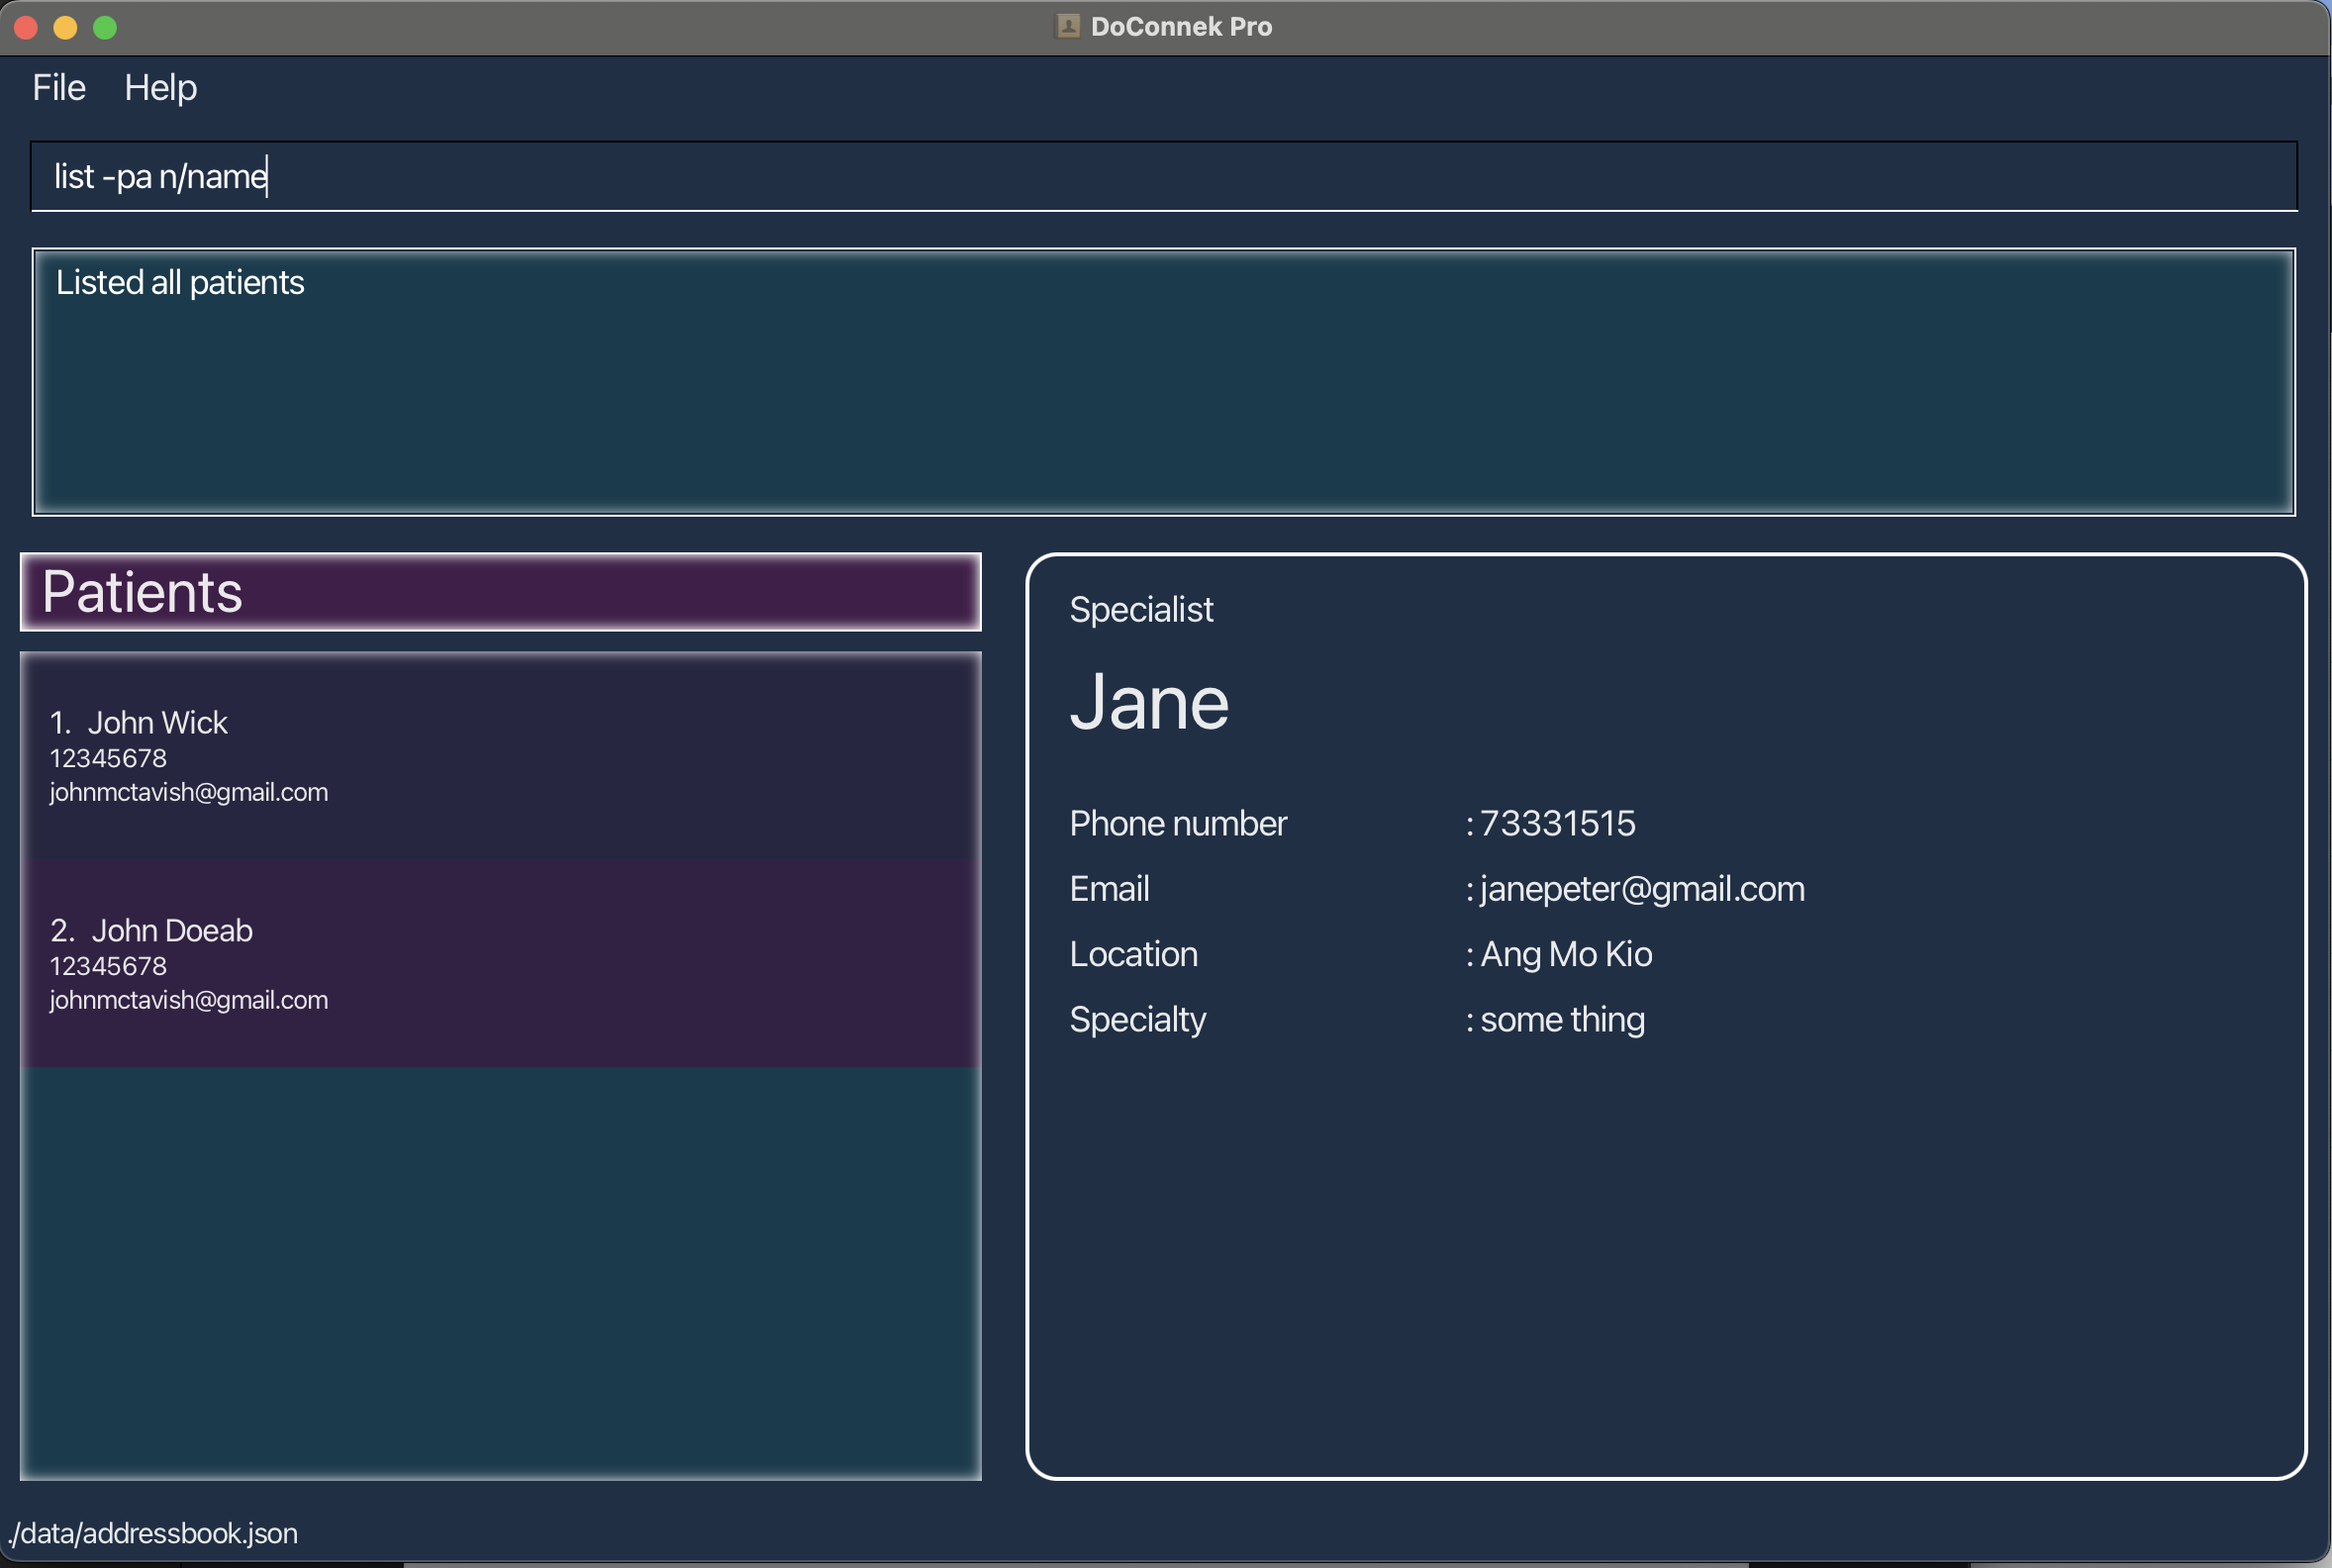 DoConnek Pro
File Help
list -pa n/name
Listed all patients
Patients
1. John Wick
12345678
johnmctavish@gmail.com
2. John Doeab
12345678
johnmctavish@gmail.com
Specialist
Jane
Phone number : 73331515
Email : janepeter@gmail.com
Location : Ang Mo Kio
Specialty : some thing
./data/addressbook.json